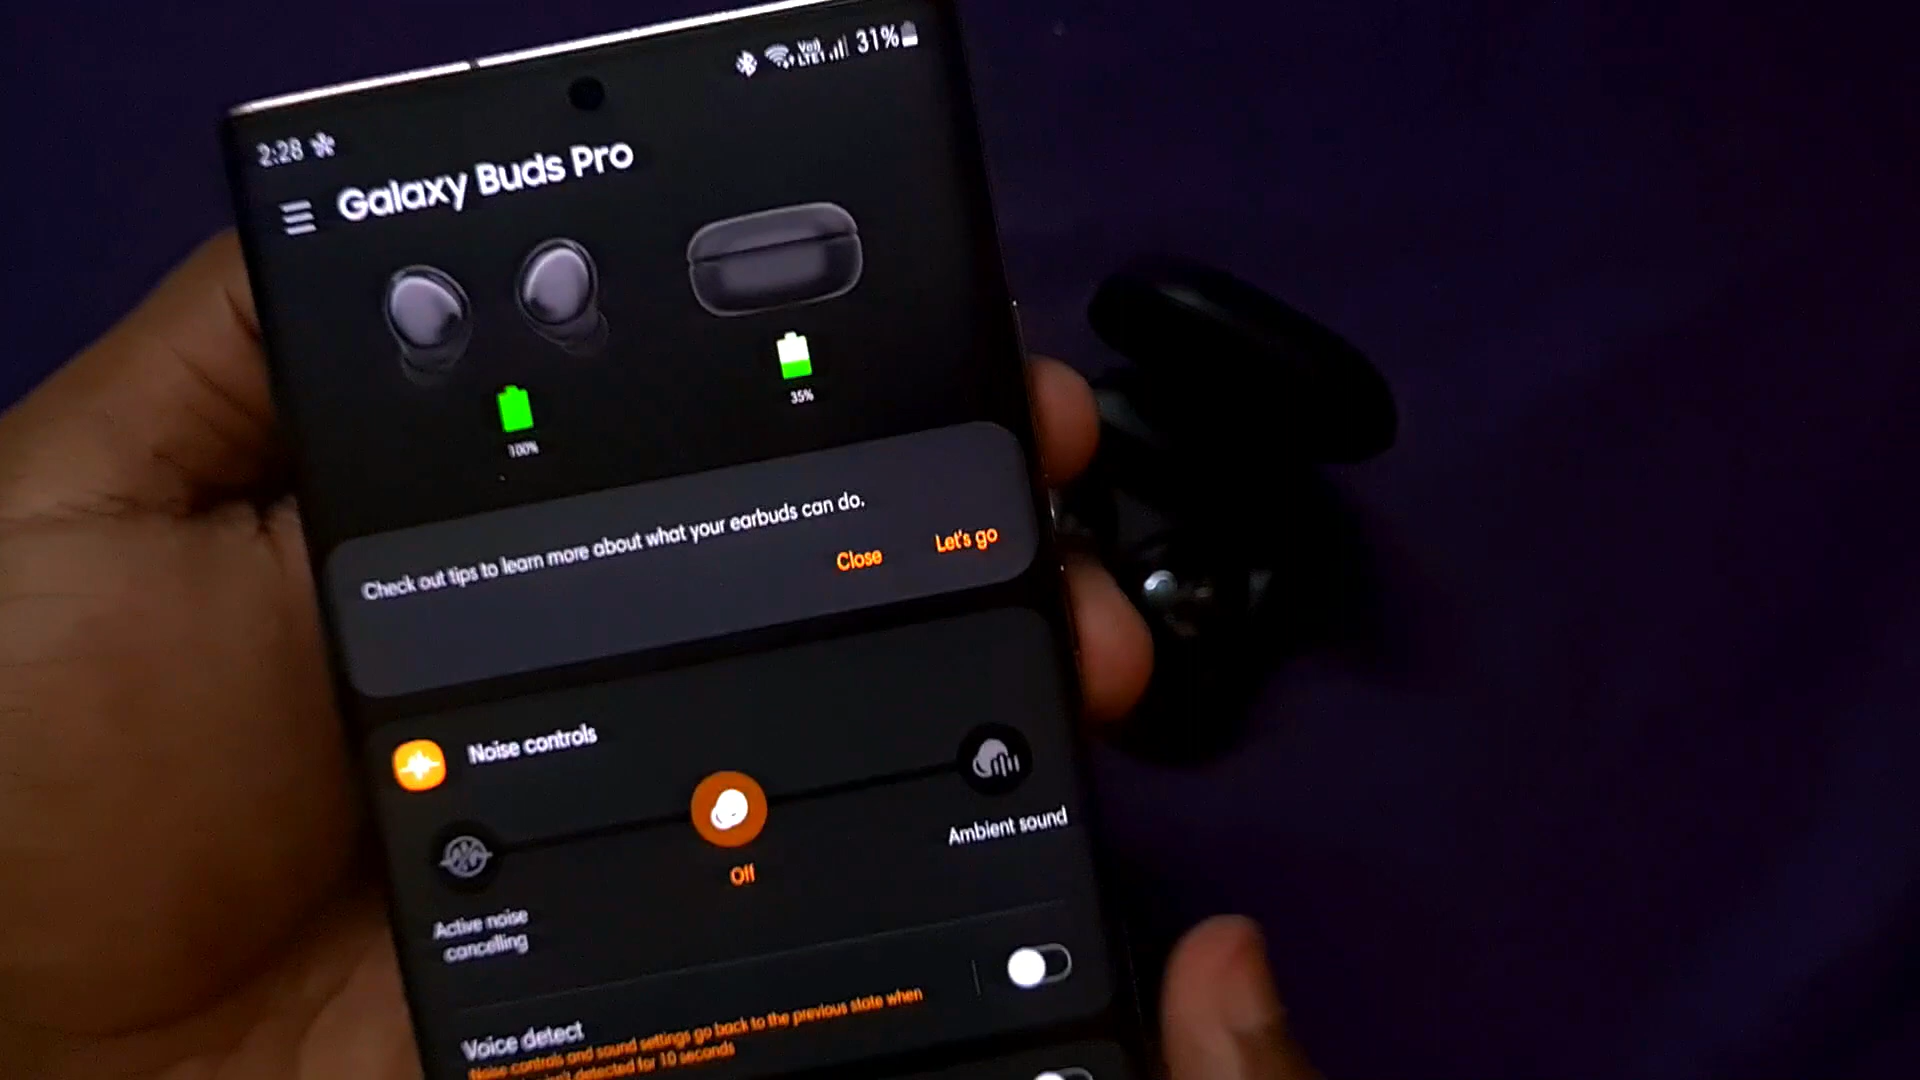 2:28
31%
Galaxy Buds Pro
100%
35%
Check out tips to learn more about what your earbuds can do.
Close
Let's go
Noise controls
Off
Ambient sound
Active noise
cancelling
Voice detect
Noise controls and sound settings go back to the previous state when
detected for 10 seconds